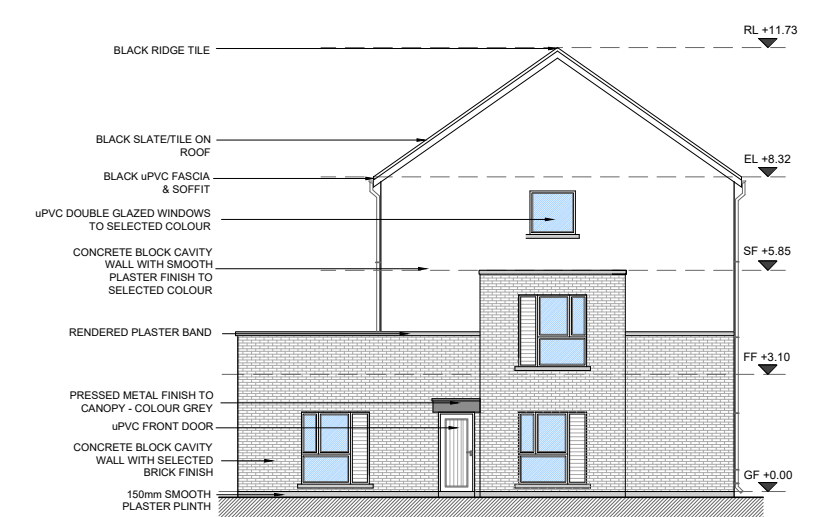 RL +11.73
BLACK RIDGE TILE
BLACK SLATE/TILE ON
ROOF
EL +8.32
BLACK uPVC FASCIA
& SOFFIT
uPVC DOUBLE GLAZED WINDOWS
TO SELECTED COLOUR
CONCRETE BLOCK CAVITY
WALL WITH SMOOTH
PLASTER FINISH TO
SELECTED COLOUR
SF +5.85
RENDERED PLASTER BAND
FF +3.10
PRESSED METAL FINISH TO
CANOPY - COLOUR GREY
uPVC FRONT DOOR
CONCRETE BLOCK CAVITY
WALL WITH SELECTED
BRICK FINISH
GF +0.00
150mm SMOOTH
PLASTER PLINTH